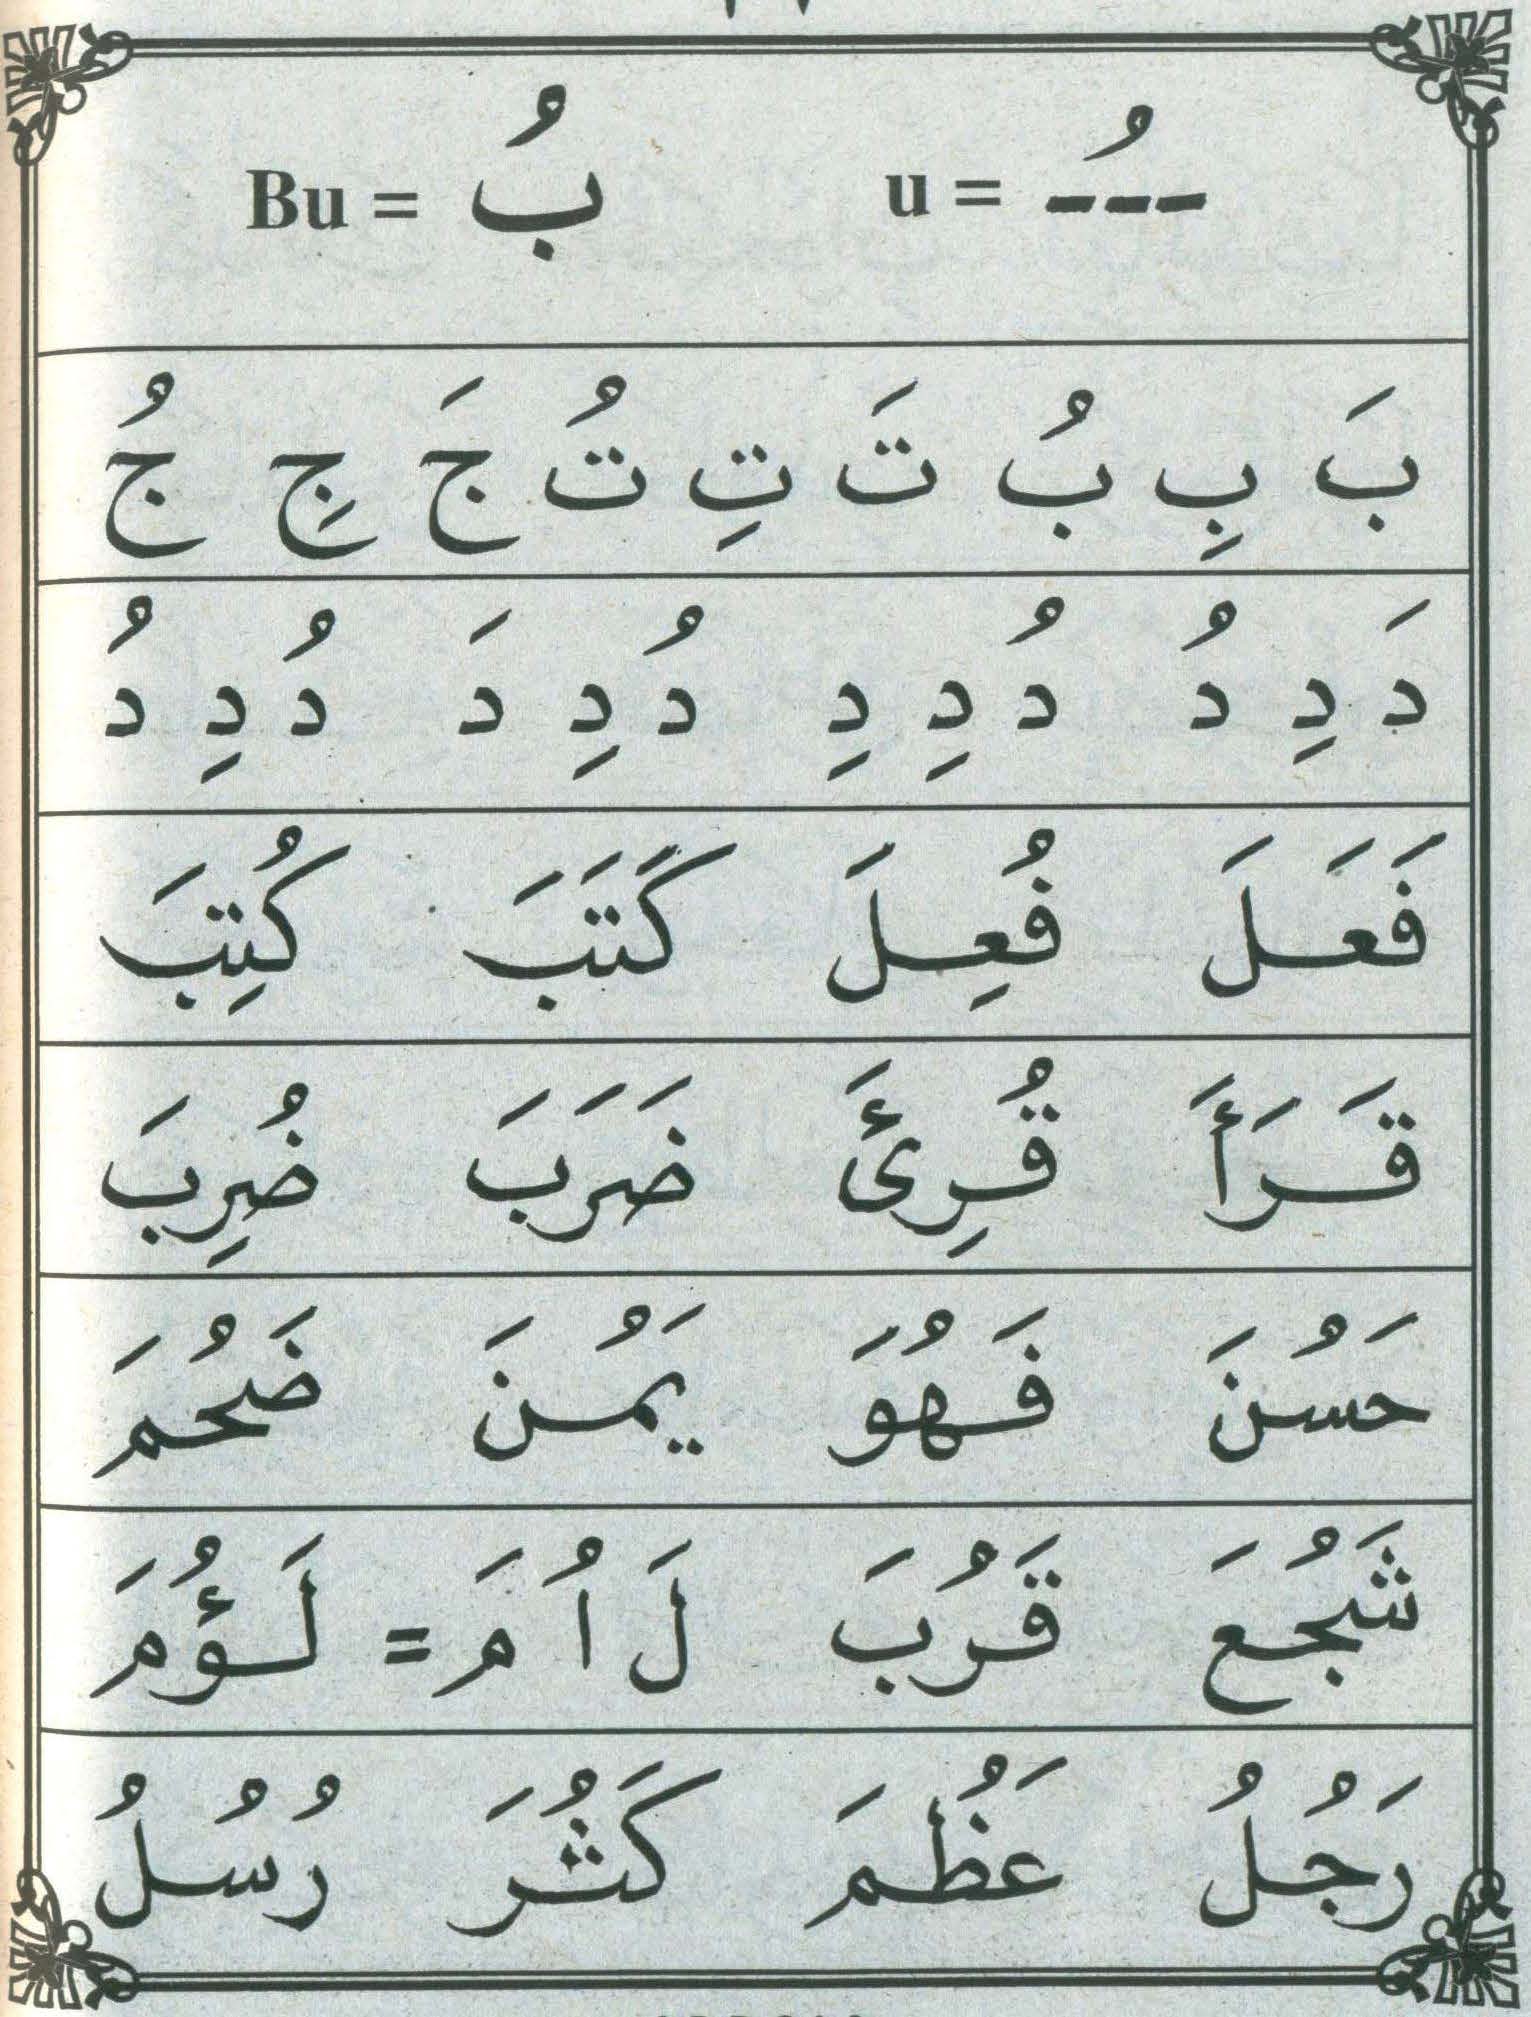 ـُ = u بُ = Bu
بَ بِ بُ تَ تِ تُ جَ جِ جُ
دَ دِ دُ دُ دِ دِ دُ دِ دَ دُ دِ دُ
فَعَلَ فُعِلَ كَتَبَ كُتِبَ
قَرَأَ قُرِئَ ضَرَبَ ضُرِبَ
حَسُنَ فَهُوَ يَمُنَ ضَحُمَ
شَجُعَ قَرُبَ لَ اُ مَ = لَؤُمَ
رَجُلُ عَظُمَ كَثُرَ رُسُلُ